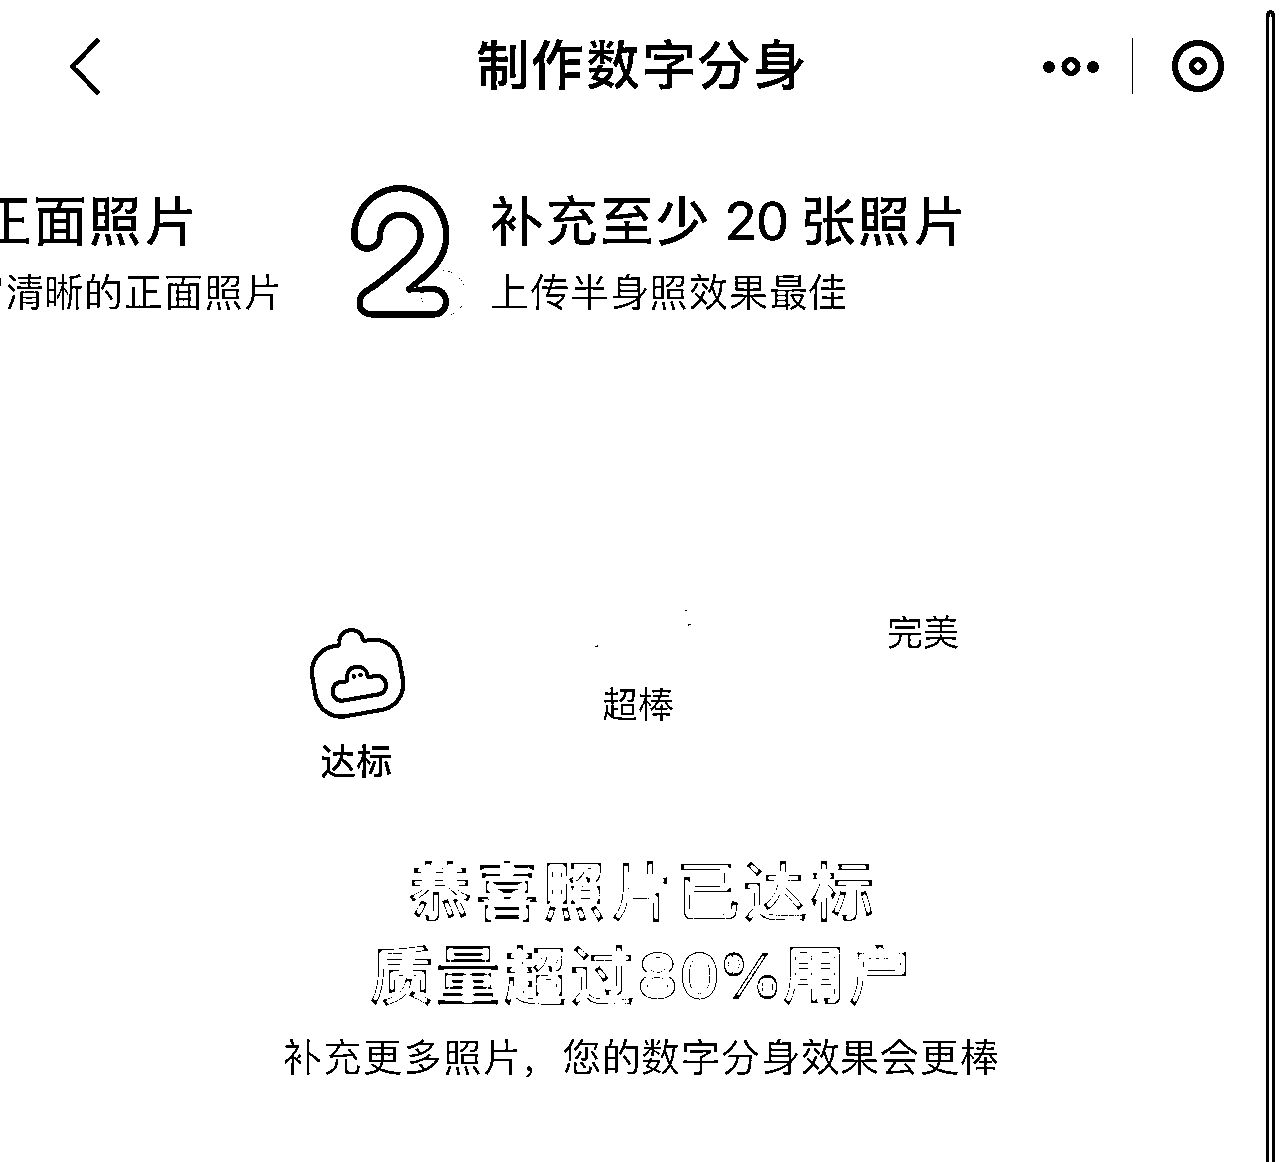 制作数字分身
正面照片
清晰的正面照片
2
补充至少 20 张照片
上传半身照效果最佳
达标
超棒
完美
恭喜照片已达标
质量超过80%用户
补充更多照片，您的数字分身效果会更棒